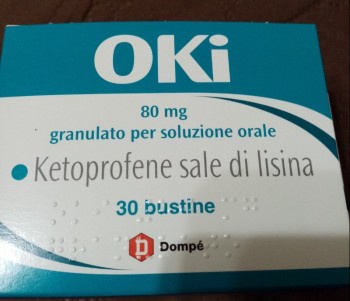 OKi
80 mg
granulato per soluzione orale
Ketoprofene sale di lisina
30 bustine
Dompé